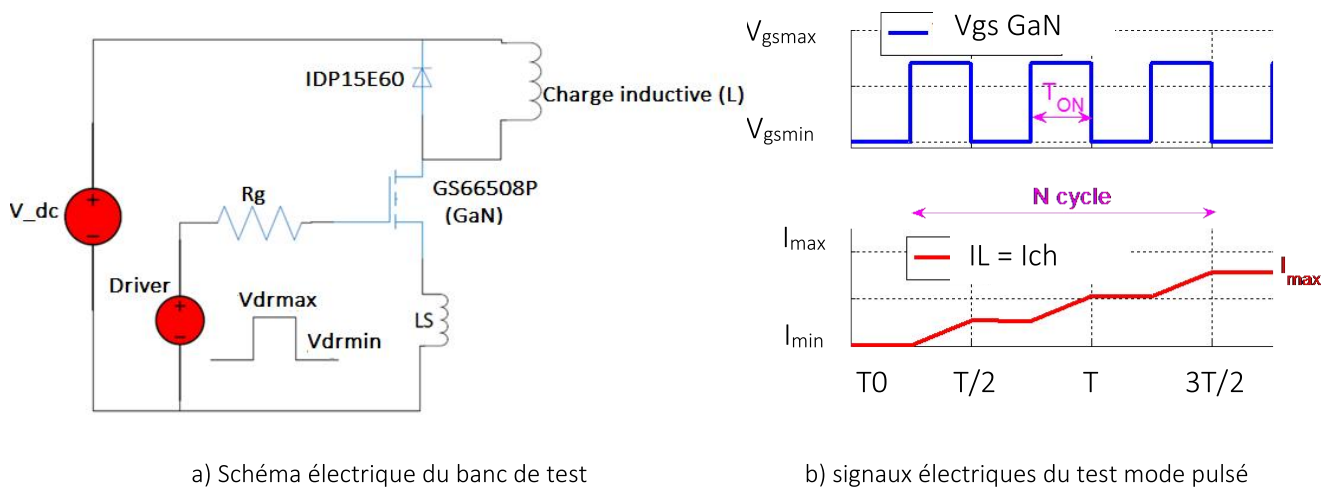 IDP15E60
Charge inductive (L)
GS66508P
(GaN)
Rg
V_dc
Driver
Vdrmax
Vdrmin
LS
a) Schéma électrique du banc de test
Vgsmax
Vgs GaN
TON
Vgsmin
N cycle
Imax
IL = Ich
Imax
Imin
T0 T/2 T 3T/2
b) signaux électriques du test mode pulsé